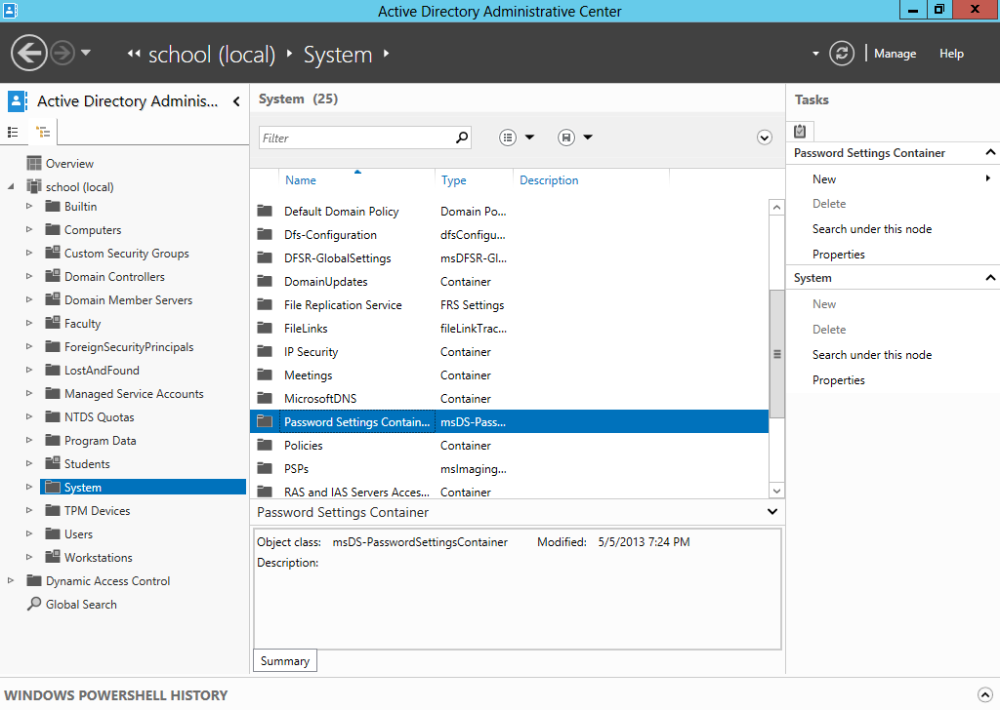 Active Directory Administrative Center
school (local) System
Manage Help
Active Directory Adminis...
Overview
school (local)
Builtin
Computers
Custom Security Groups
Domain Controllers
Domain Member Servers
Faculty
ForeignSecurityPrincipals
LostAndFound
Managed Service Accounts
NTDS Quotas
Program Data
Students
System
TPM Devices
Users
Workstations
Dynamic Access Control
Global Search
System (25)
Filter
Name Type Description
Default Domain Policy Domain Po...
Dfs-Configuration dfsConfigu...
DFSR-GlobalSettings msDFSR-Gl...
DomainUpdates Container
File Replication Service FRS Settings
FileLinks fileLinkTrac...
IP Security Container
Meetings Container
MicrosoftDNS Container
Password Settings Contain... msDS-Pass...
Policies Container
PSPs msImaging...
RAS and IAS Servers Acces... Container
Password Settings Container
Object class: msDS-PasswordSettingsContainer Modified: 5/5/2013 7:24 PM
Description:
Summary
Tasks
Password Settings Container
New
Delete
Search under this node
Properties
System
New
Delete
Search under this node
Properties
WINDOWS POWERSHELL HISTORY